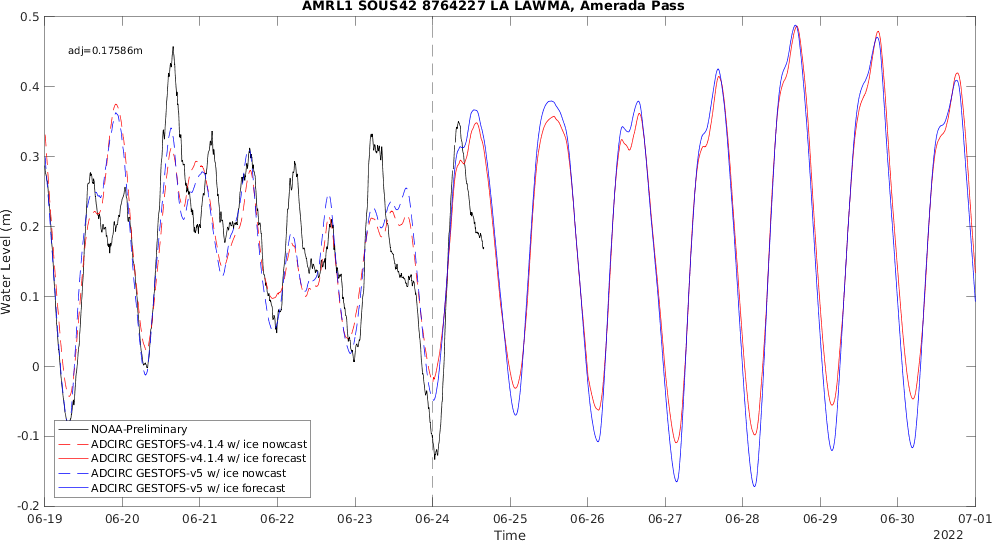 AMRL1 SOUS42 8764227 LA LAWMA, Amerada Pass
adj=0.17586m
0.5
0.4
0.3
0.2
0.1
0
-0.1
-0.2
Water Level (m)
NOAA-Preliminary
ADCIRC GESTOFS-v4.1.4 w/ ice nowcast
ADCIRC GESTOFS-v4.1.4 w/ ice forecast
ADCIRC GESTOFS-v5 w/ ice nowcast
ADCIRC GESTOFS-v5 w/ ice forecast
06-19 06-20 06-21 06-22 06-23 06-24 06-25 06-26 06-27 06-28 06-29 06-30 07-01
Time
2022